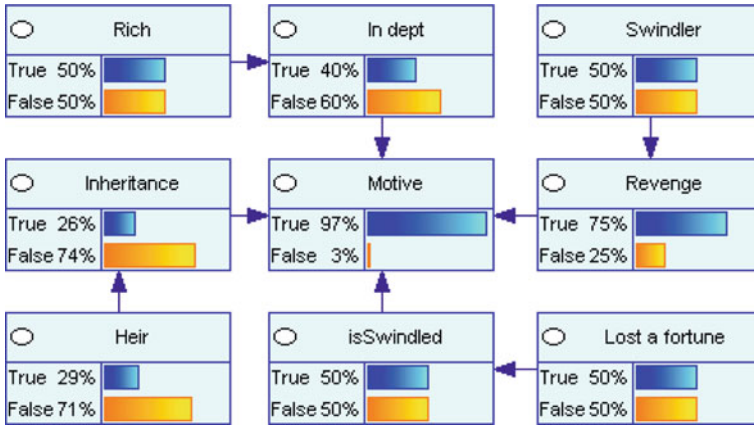 Rich
True 50%
False 50%
In dept
True 40%
False 60%
Swindler
True 50%
False 50%
Inheritance
True 26%
False 74%
Motive
True 97%
False 3%
Revenge
True 75%
False 25%
Heir
True 29%
False 71%
isSwindled
True 50%
False 50%
Lost a fortune
True 50%
False 50%